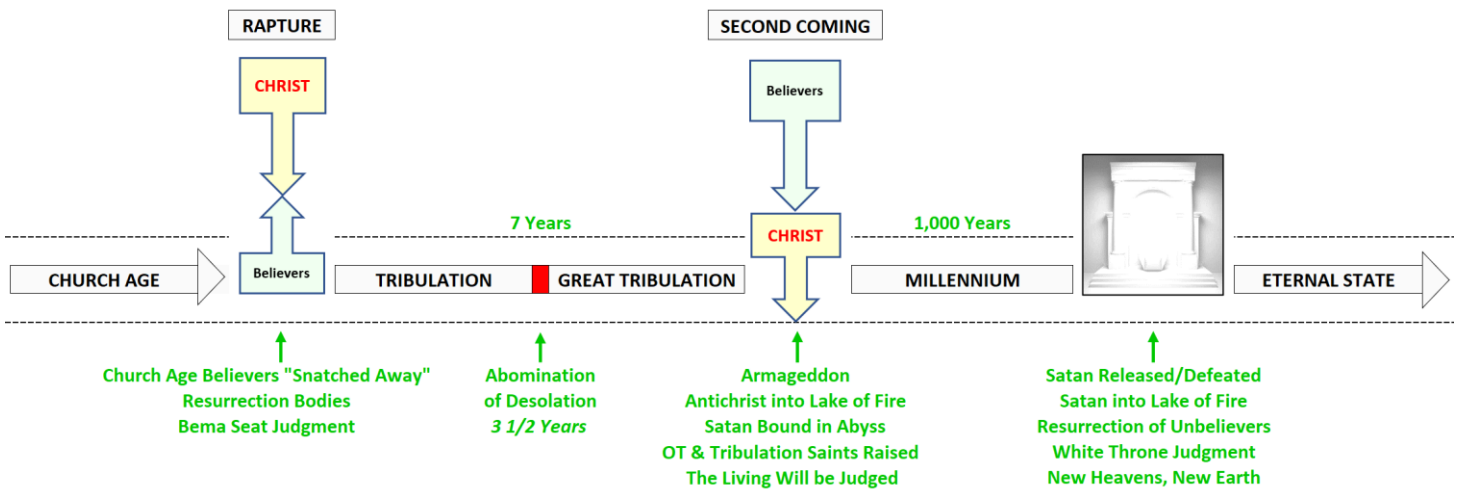 RAPTURE
SECOND COMING
CHRIST
Believers
7 Years
CHRIST
1,000 Years
CHURCH AGE
Believers
TRIBULATION
GREAT TRIBULATION
MILLENNIUM
ETERNAL STATE
Church Age Believers "Snatched Away"
Resurrection Bodies
Bema Seat Judgment
Abomination
of Desolation
3 1/2 Years
Armageddon
Antichrist into Lake of Fire
Satan Bound in Abyss
OT & Tribulation Saints Raised
The Living Will be Judged
Satan Released/Defeated
Satan into Lake of Fire
Resurrection of Unbelievers
White Throne Judgment
New Heavens, New Earth